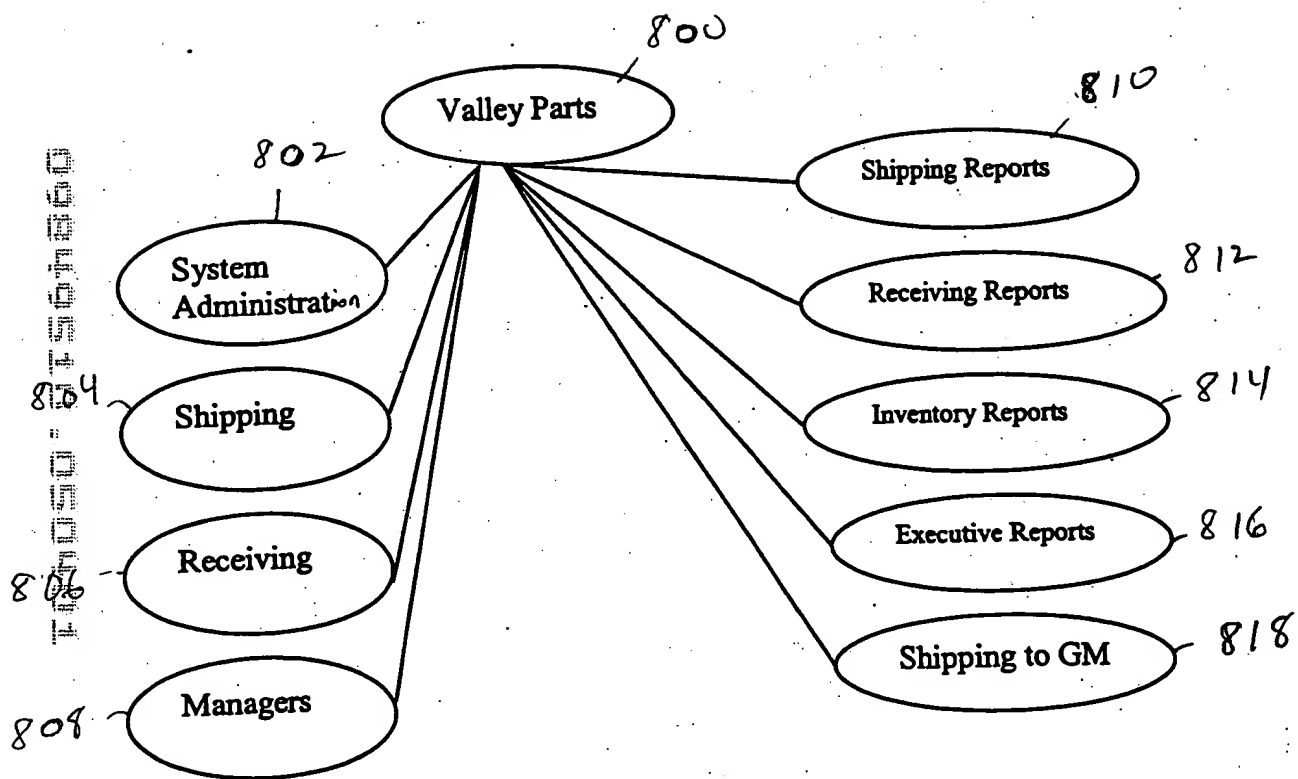 800
Valley Parts
810
Shipping Reports
802
System
Administration
812
Receiving Reports
804
Shipping
814
Inventory Reports
806
Receiving
816
Executive Reports
818
Shipping to GM
808
Managers